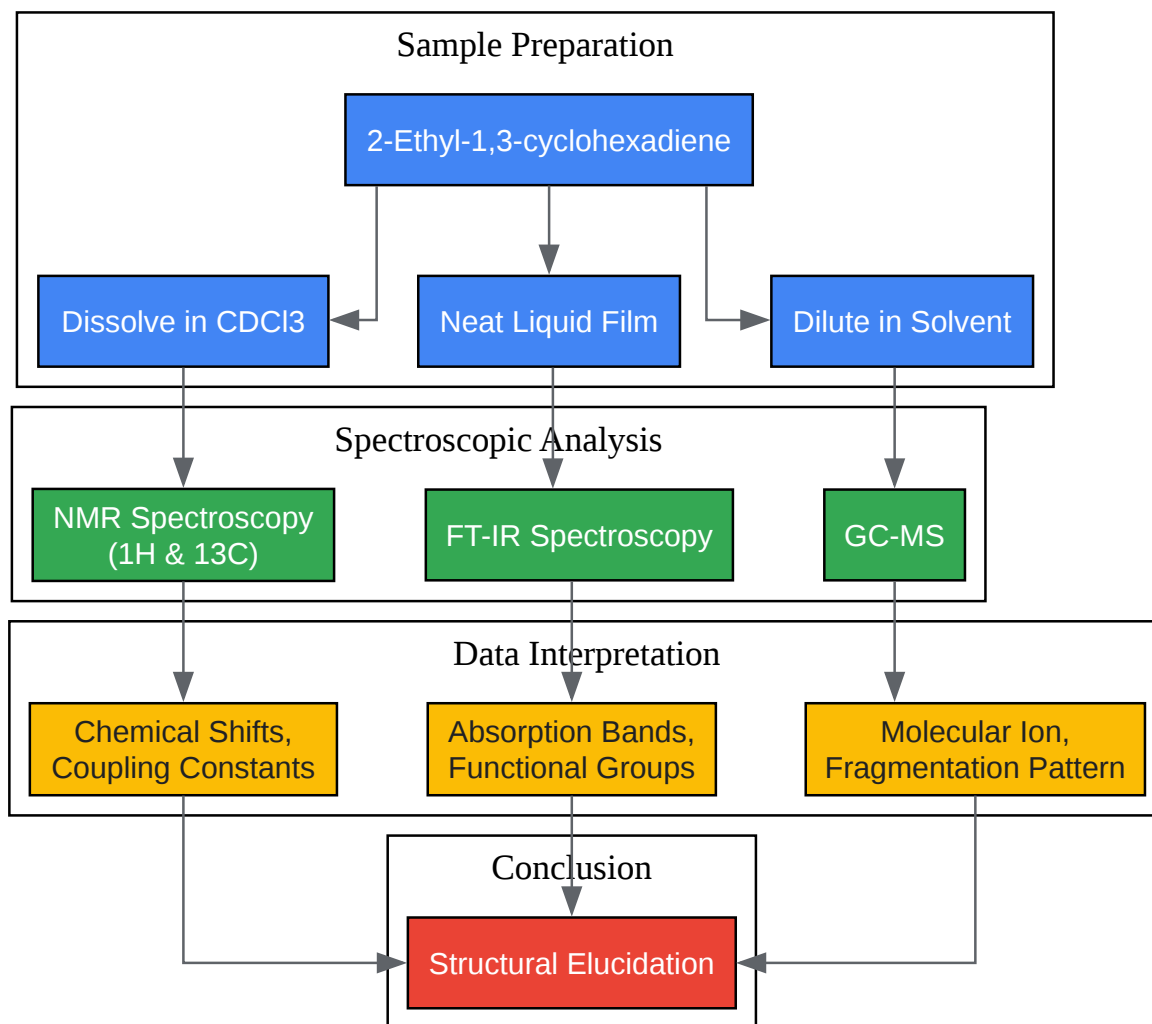 Sample Preparation
2-Ethyl-1,3-cyclohexadiene
Dissolve in CDCl3
Neat Liquid Film
Dilute in Solvent
Spectroscopic Analysis
NMR Spectroscopy
(1H & 13C)
FT-IR Spectroscopy
GC-MS
Data Interpretation
Chemical Shifts,
Coupling Constants
Absorption Bands,
Functional Groups
Molecular Ion,
Fragmentation Pattern
Conclusion
Structural Elucidation